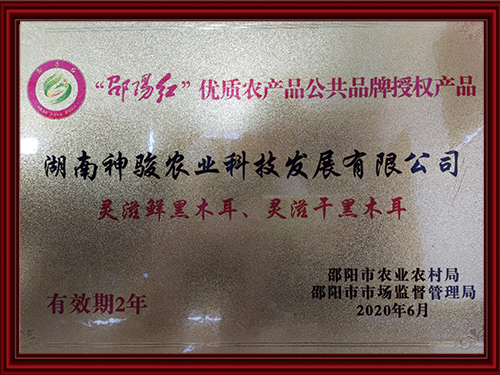 “邵陽红”优质农产品公共品牌授权产品
湖南神骏农业科技发展有限公司
灵滋鲜黑木耳、灵滋干黑木耳
邵阳市农业农村局
有效期2年
邵阳市市场监督管理局
2020年6月